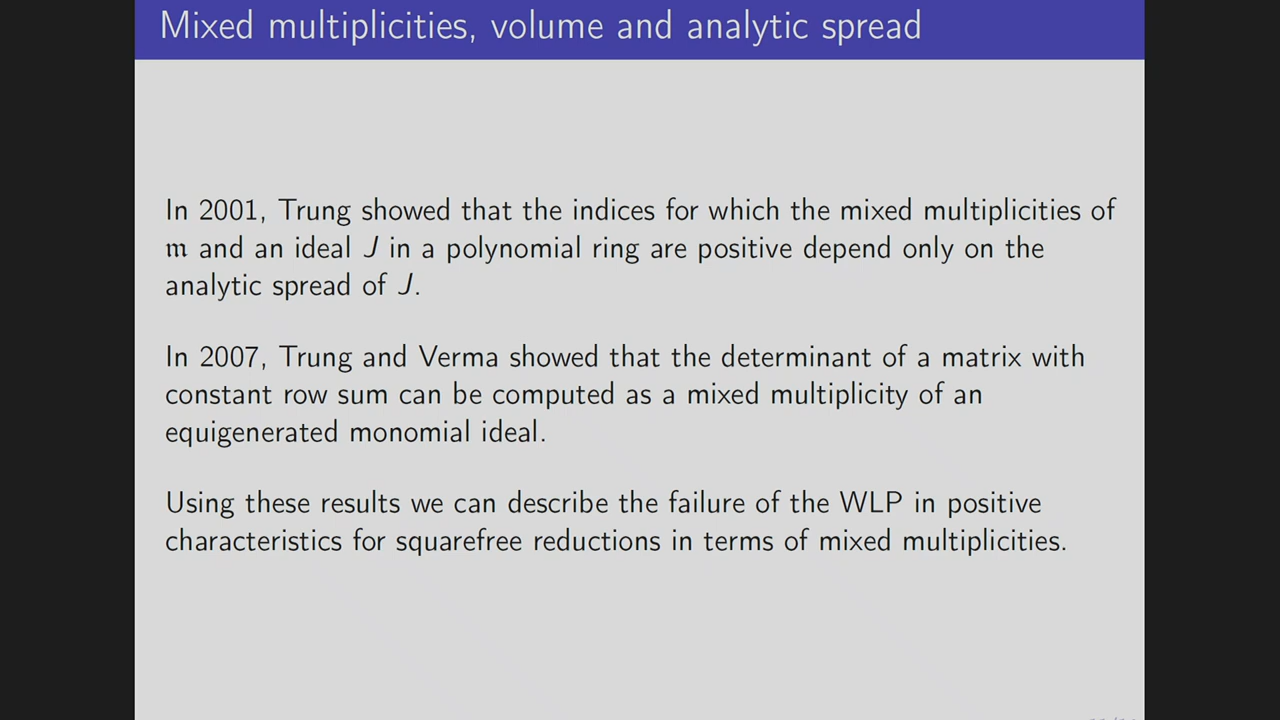 Mixed multiplicities, volume and analytic spread
In 2001, Trung showed that the indices for which the mixed multiplicities of
𝔪 and an ideal J in a polynomial ring are positive depend only on the
analytic spread of J.
In 2007, Trung and Verma showed that the determinant of a matrix with
constant row sum can be computed as a mixed multiplicity of an
equigenerated monomial ideal.
Using these results we can describe the failure of the WLP in positive
characteristics for squarefree reductions in terms of mixed multiplicities.